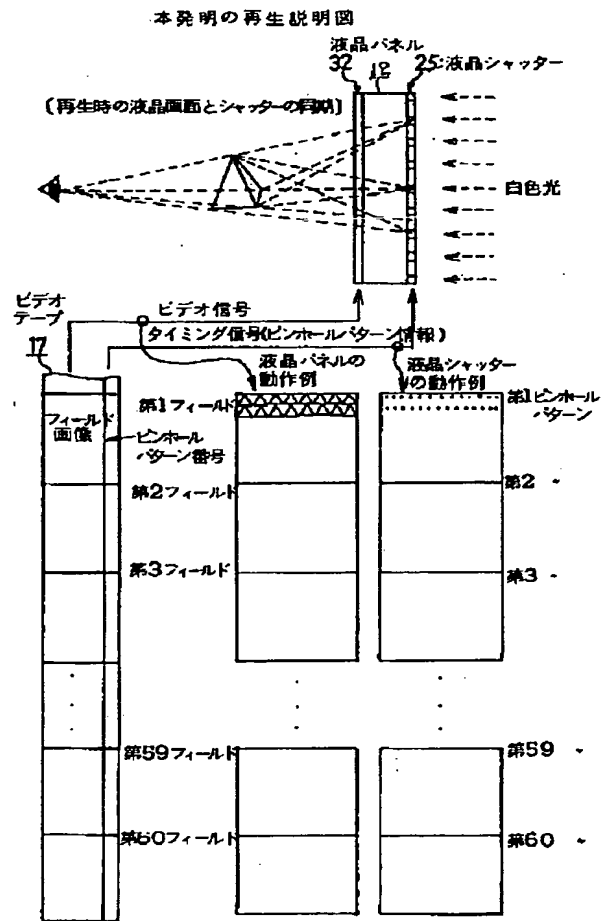 本発明の再生説明図
液晶パネル
32
18
25:液晶シャッター
〔再生時の液晶画面とシャッターの同期〕
白色光
ビデオ
テープ
17
ビデオ信号
タイミング信号(ピンホールパターン情報)
液晶パネルの
動作例
液晶シャッター
の動作例
フィールド
画像
ピンホール
パターン番号
第1フィールド
第1ピンホール
パターン
第2フィールド
第2 〃
第3フィールド
第3 〃
第59フィールド
第59 〃
第60フィールド
第60 〃